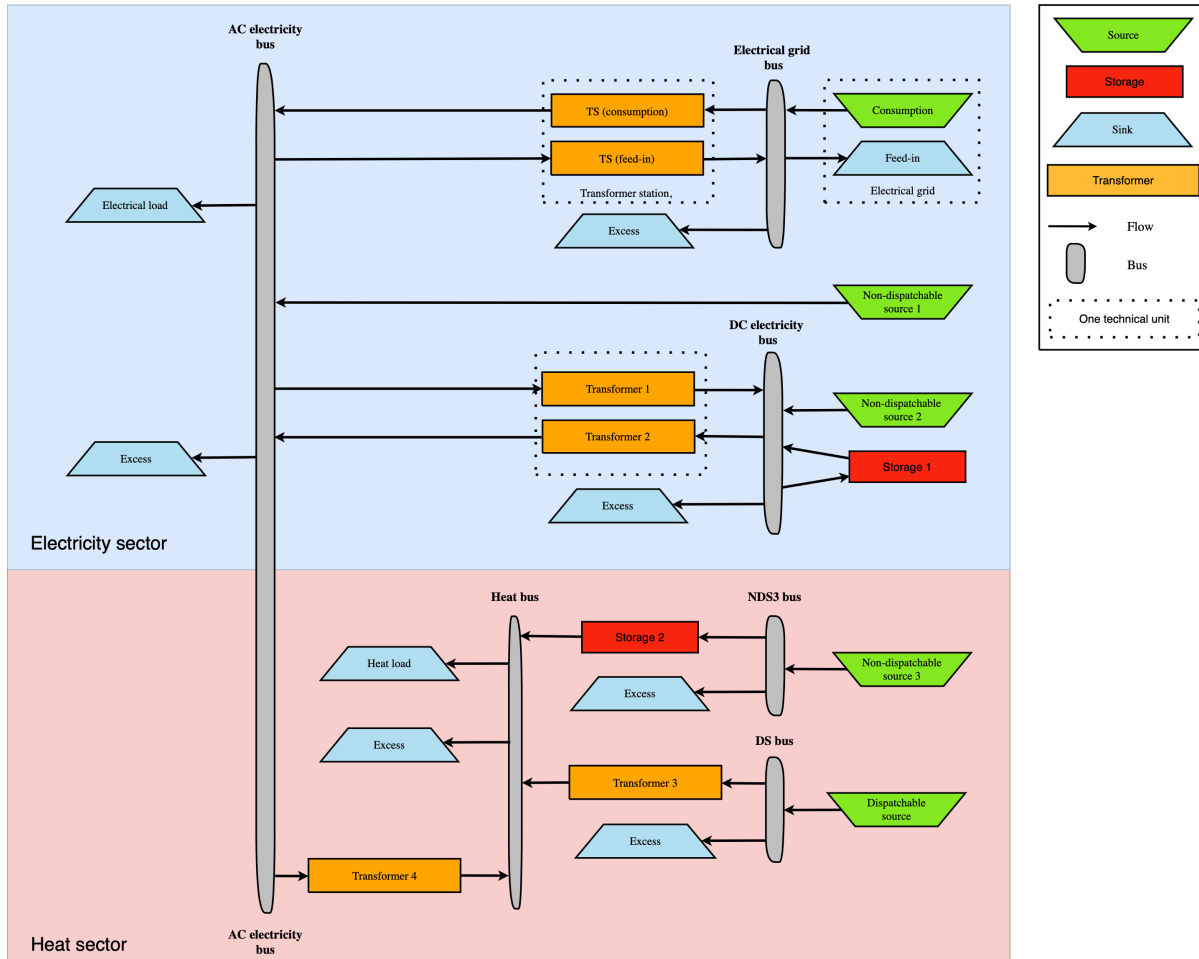 AC electricity
bus
Electrical grid
bus
TS (consumption)
Consumption
TS (feed-in)
Feed-in
Transformer station,
Electrical grid
Electrical load
Excess
Non-dispatchable
source 1
DC electricity
bus
Transformer 1
Non-dispatchable
source 2
Transformer 2
Excess
Storage 1
Excess
Electricity sector
Heat bus
NDS3 bus
Storage 2
Heat load
Non-dispatchable
source 3
Excess
Excess
DS bus
Transformer 3
Dispatchable
source
Excess
Transformer 4
AC electricity
bus
Heat sector
Source
Storage
Sink
Transformer
Flow
Bus
One technical unit